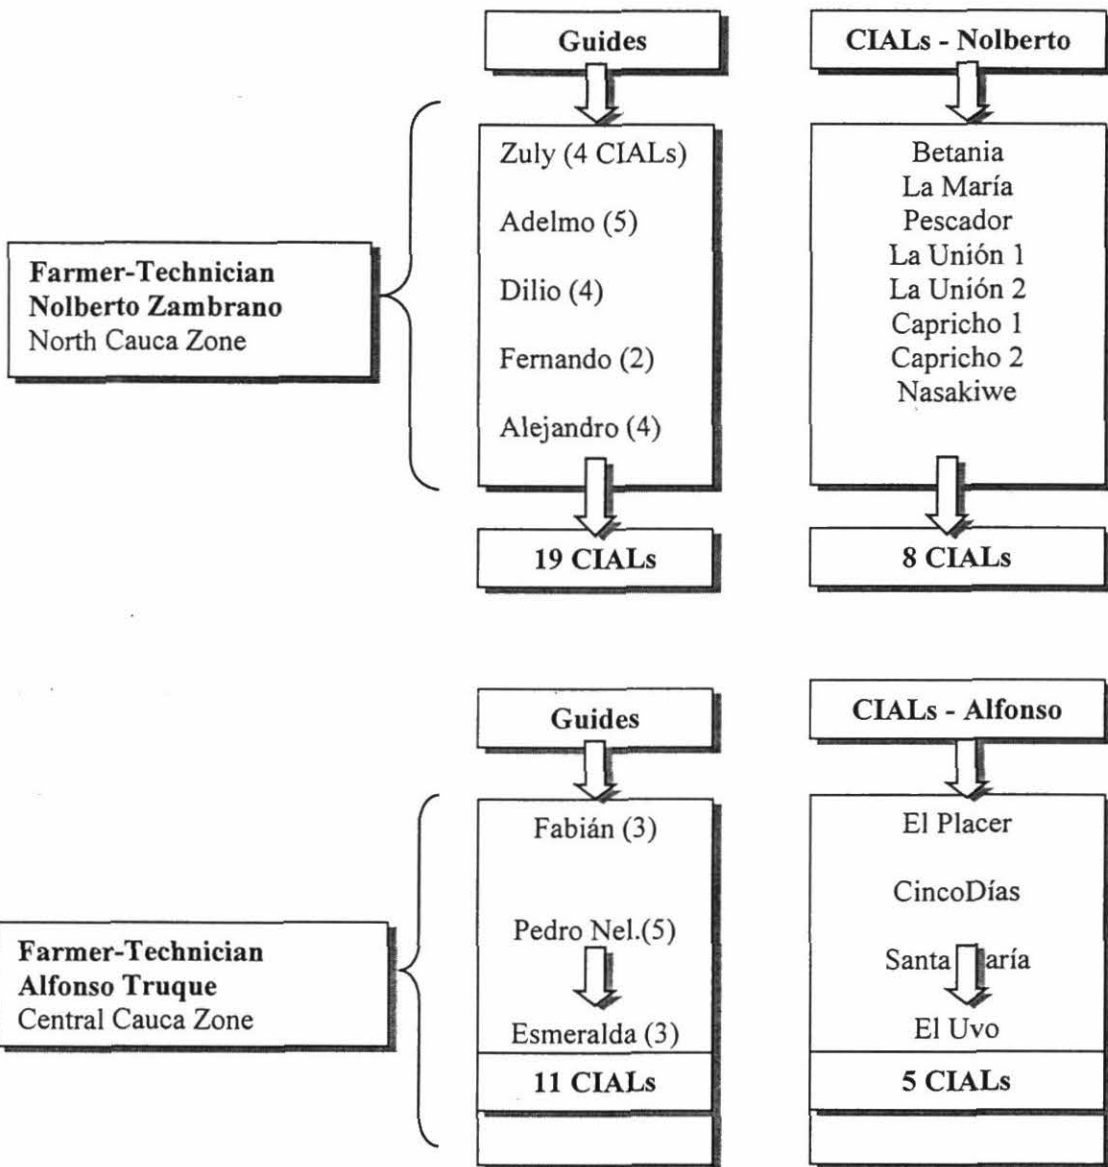 Guides
CIALs - Nolberto
Zuly (4 CIALs)
Adelmo (5)
Dilio (4)
Fernando (2)
Alejandro (4)
Betania
La María
Pescador
La Unión 1
La Unión 2
Capricho 1
Capricho 2
Nasakiwe
Farmer-Technician
Nolberto Zambrano
North Cauca Zone
19 CIALs
8 CIALs
Guides
CIALs - Alfonso
Fabián (3)
Pedro Nel.(5)
Esmeralda (3)
El Placer
CincoDías
Santa aría
El Uvo
Farmer-Technician
Alfonso Truque
Central Cauca Zone
11 CIALs
5 CIALs